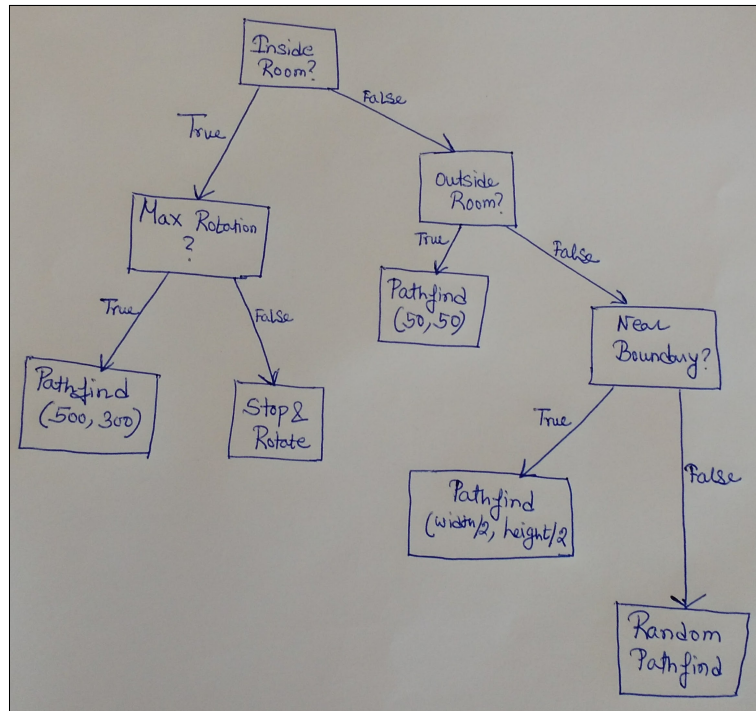 Inside
Room?
True
False
Outside
Room?
Max Rotation
?
True
False
True
False
Pathfind
(50,50)
Near
Boundary?
Pathfind
(500, 300)
Stop &
Rotate
True
False
Pathfind
(width/2, height/2
Random
Pathfind